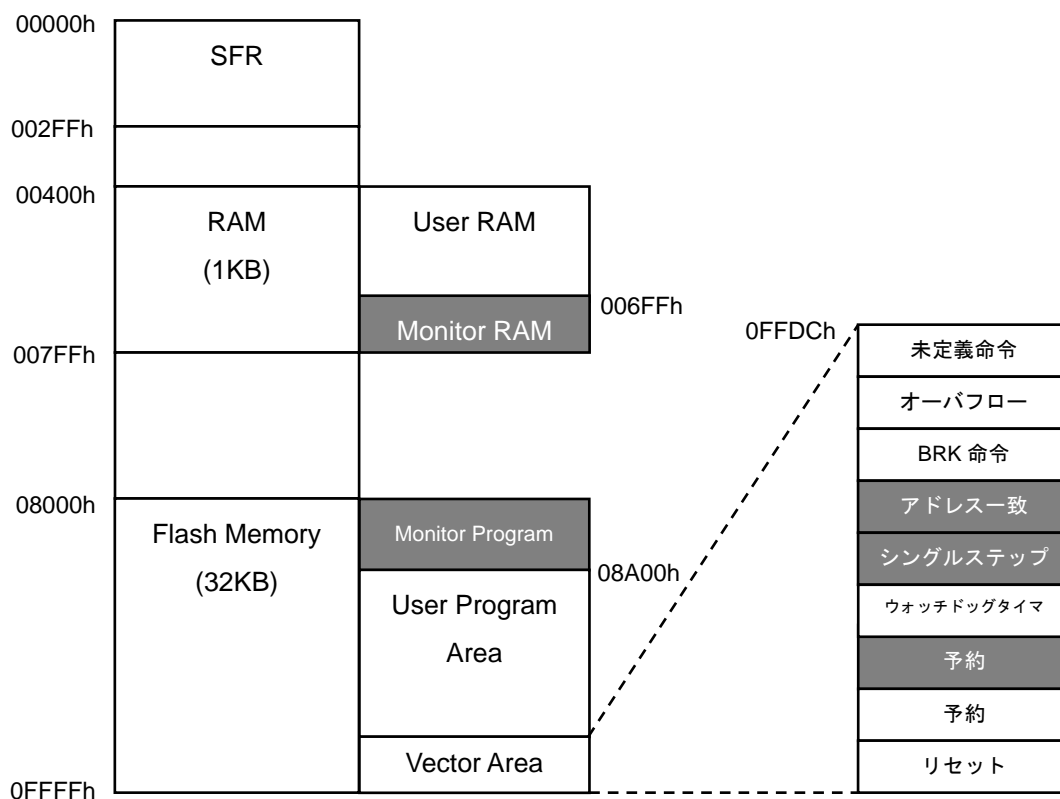 00000h
SFR
002FFh
00400h
RAM
(1KB)
User RAM
006FFh
Monitor RAM
007FFh
08000h
Flash Memory
(32KB)
Monitor Program
08A00h
User Program
Area
Vector Area
0FFFFh
0FFDCh
未定義命令
オーバフロー
BRK 命令
アドレス一致
シングルステップ
ウォッチドッグタイマ
予約
予約
リセット